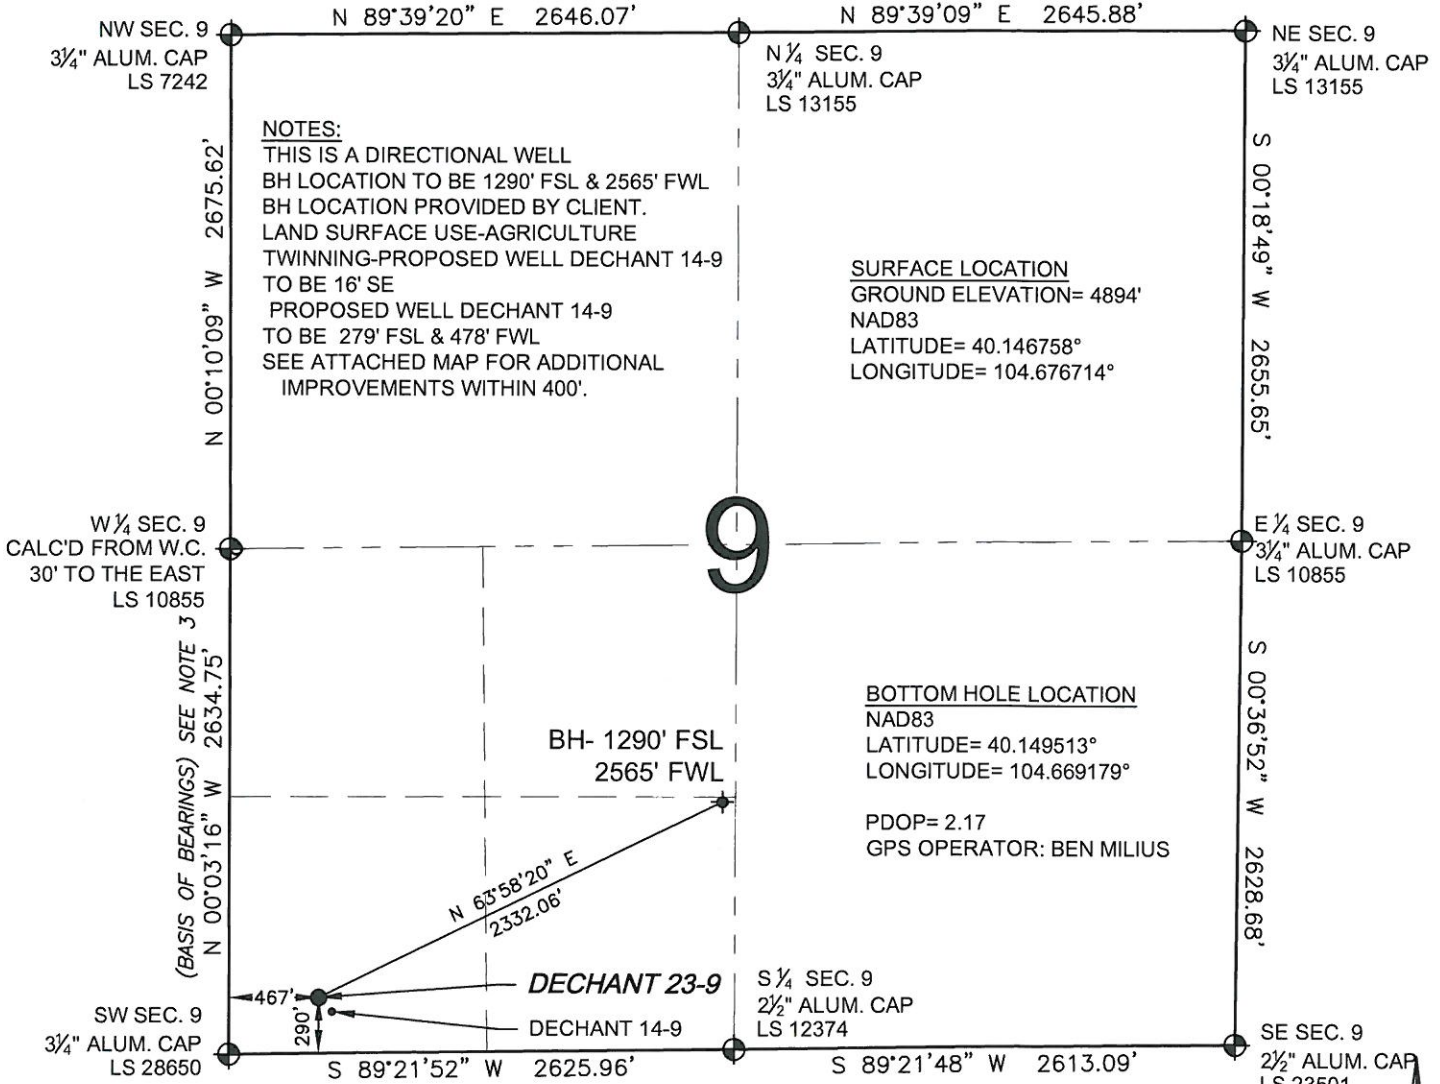 N 89°39'20" E 2646.07'
N 89°39'09" E 2645.88'
NW SEC. 9
3¼" ALUM. CAP
LS 7242
N ¼ SEC. 9
3¼" ALUM. CAP
LS 13155
NE SEC. 9
3¼" ALUM. CAP
LS 13155
N 00°10'09" W 2675.62'
NOTES:
THIS IS A DIRECTIONAL WELL
BH LOCATION TO BE 1290' FSL & 2565' FWL
BH LOCATION PROVIDED BY CLIENT.
LAND SURFACE USE-AGRICULTURE
TWINNING-PROPOSED WELL DECHANT 14-9
TO BE 16' SE
PROPOSED WELL DECHANT 14-9
TO BE 279' FSL & 478' FWL
SEE ATTACHED MAP FOR ADDITIONAL
IMPROVEMENTS WITHIN 400'.
SURFACE LOCATION
GROUND ELEVATION= 4894'
NAD83
LATITUDE= 40.146758°
LONGITUDE= 104.676714°
S 00°18'49" W 2655.65'
W ¼ SEC. 9
CALC'D FROM W.C.
30' TO THE EAST
LS 10855
9
E ¼ SEC. 9
3¼" ALUM. CAP
LS 10855
(BASIS OF BEARINGS) SEE NOTE 3
N 00°03'16" W 2634.75'
BH- 1290' FSL
2565' FWL
BOTTOM HOLE LOCATION
NAD83
LATITUDE= 40.149513°
LONGITUDE= 104.669179°
PDOP= 2.17
GPS OPERATOR: BEN MILIUS
S 00°36'52" W 2628.68'
N 63°58'20" E
2332.06'
467'
290'
DECHANT 23-9
DECHANT 14-9
SW SEC. 9
3¼" ALUM. CAP
LS 28650
S ¼ SEC. 9
2½" ALUM. CAP
LS 12374
SE SEC. 9
2½" ALUM. CAP
LS 23501
S 89°21'52" W 2625.96'
S 89°21'48" W 2613.09'